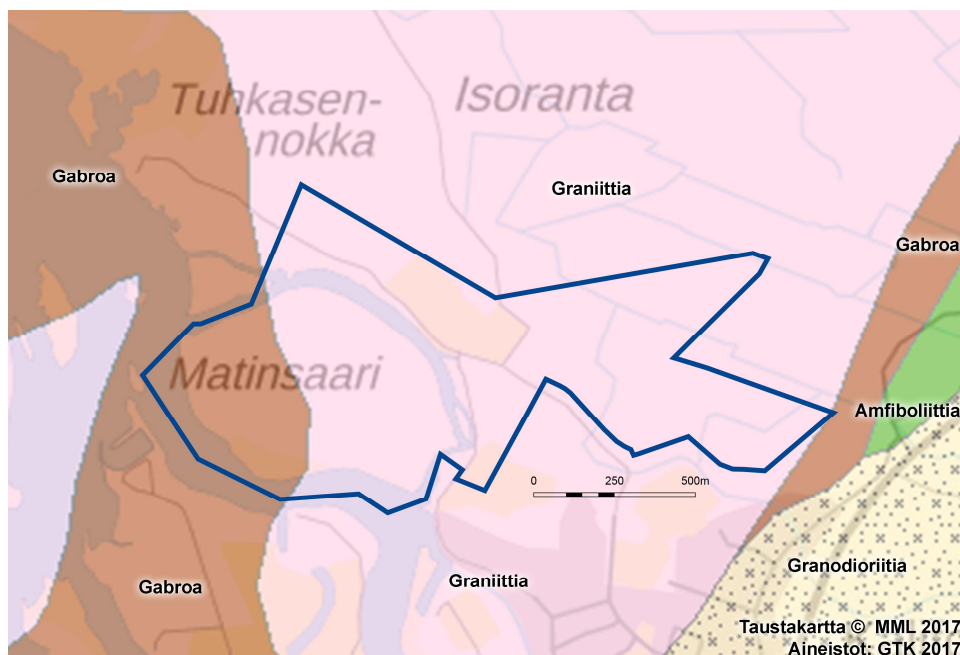 Tuhkasen-
nokka
Isoranta
Gabroa
Graniittia
Gabroa
Matinsaari
Amfiboliittia
0 250 500m
Granodioriitia
Gabroa
Graniittia
Taustakartta © MML 2017
Aineistot: GTK 2017